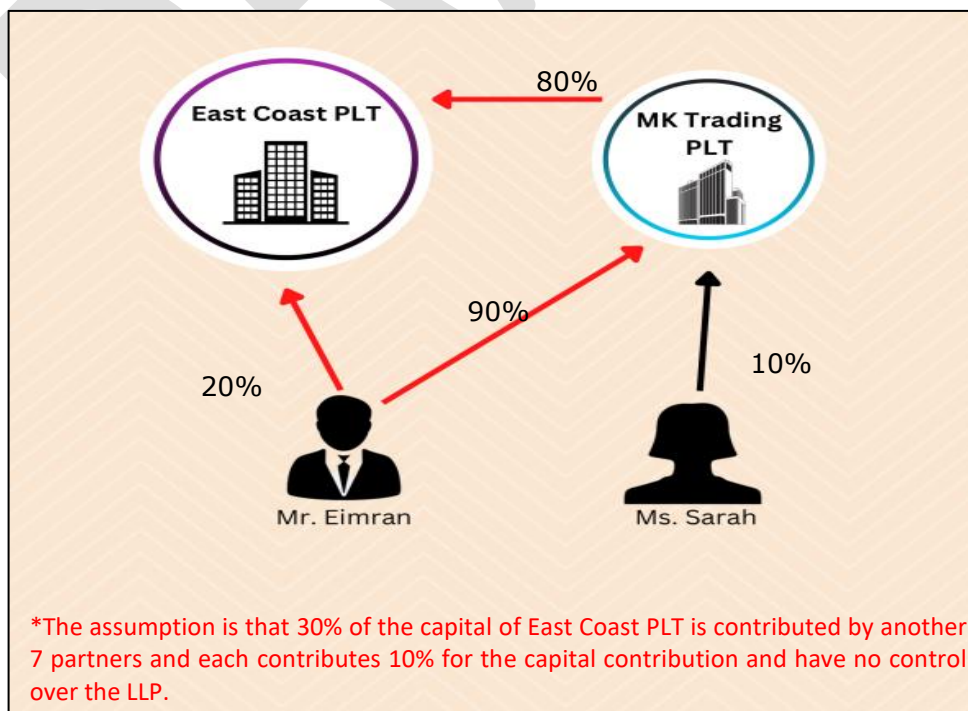 80%
East Coast PLT
MK Trading
PLT
90%
20%
10%
Mr. Eimran
Ms. Sarah
*The assumption is that 30% of the capital of East Coast PLT is contributed by another
7 partners and each contributes 10% for the capital contribution and have no control
over the LLP.